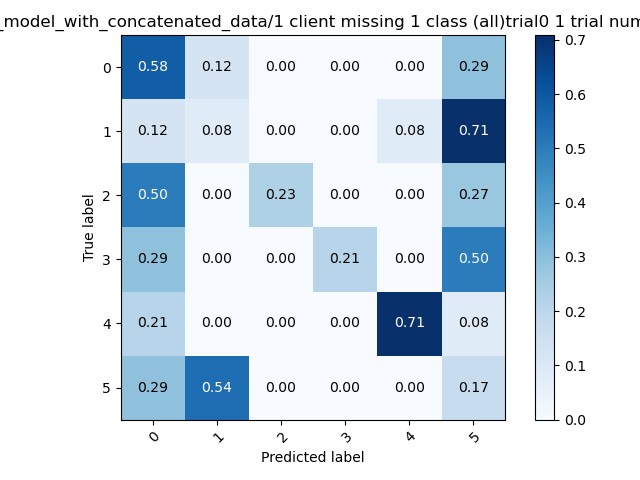 _model_with_concatenated_data/1 client missing 1 class (all)trial0 1 trial num
0 0.58 0.12 0.00 0.00 0.00 0.29
1 0.12 0.08 0.00 0.00 0.08 0.71
2 0.50 0.00 0.23 0.00 0.00 0.27
3 0.29 0.00 0.00 0.21 0.00 0.50
4 0.21 0.00 0.00 0.00 0.71 0.08
5 0.29 0.54 0.00 0.00 0.00 0.17
0 1 2 3 4 5
True label
Predicted label
0.7
0.6
0.5
0.4
0.3
0.2
0.1
0.0